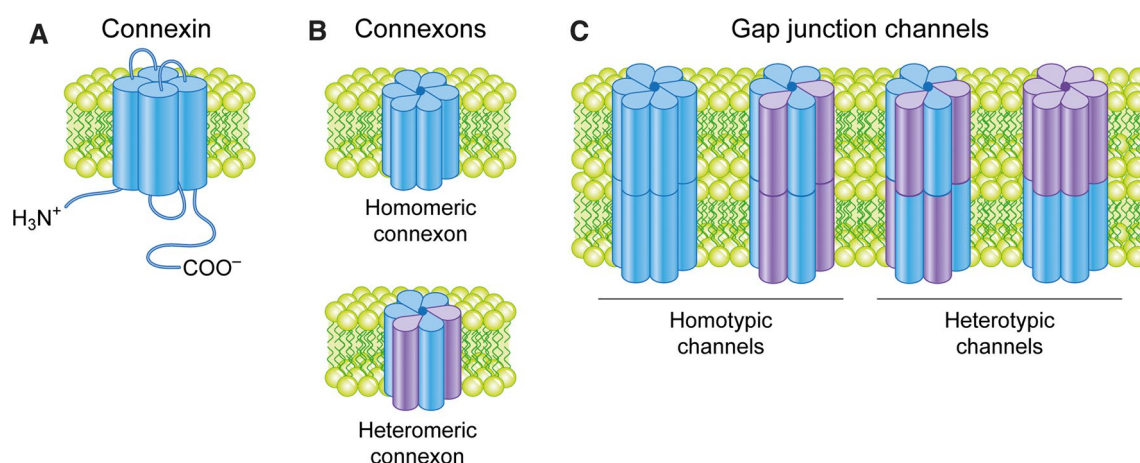 A
Connexin
H₃N⁺
COO⁻
B
Connexons
Homomeric
connexon
Heteromeric
connexon
C
Gap junction channels
Homotypic
channels
Heterotypic
channels